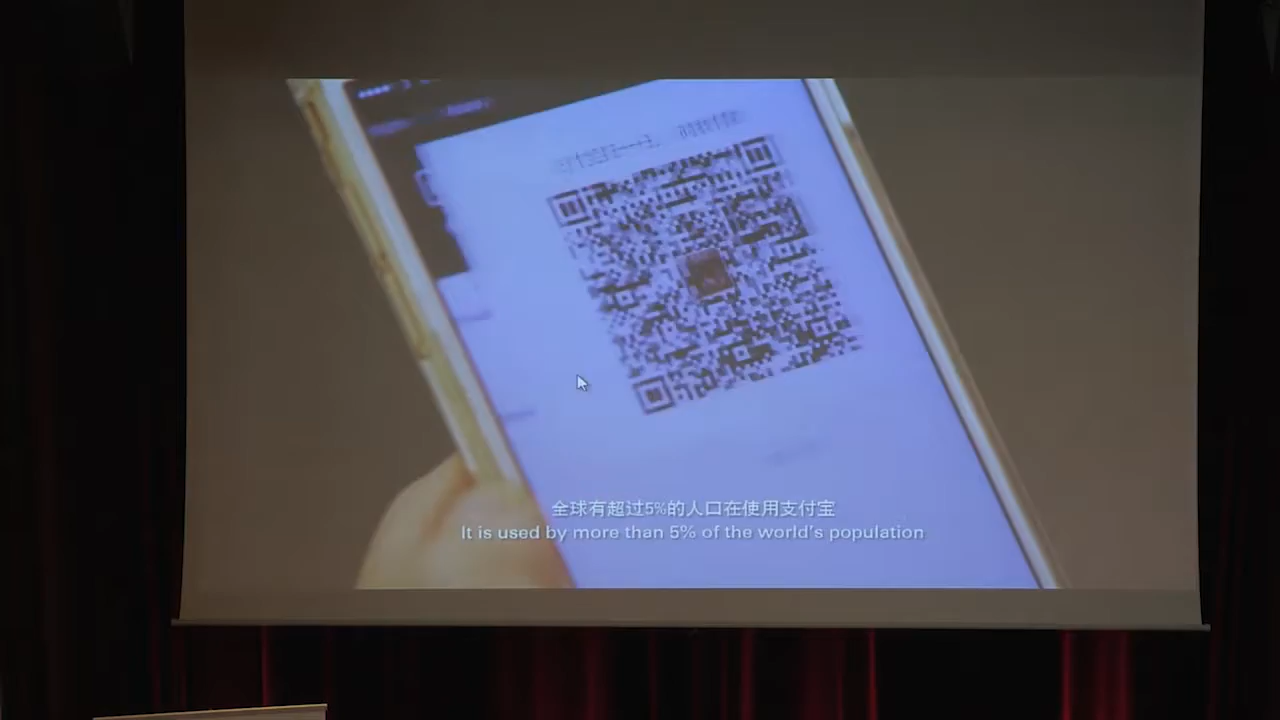 全球有超过5%的人口在使用支付宝
It is used by more than 5% of the world's population